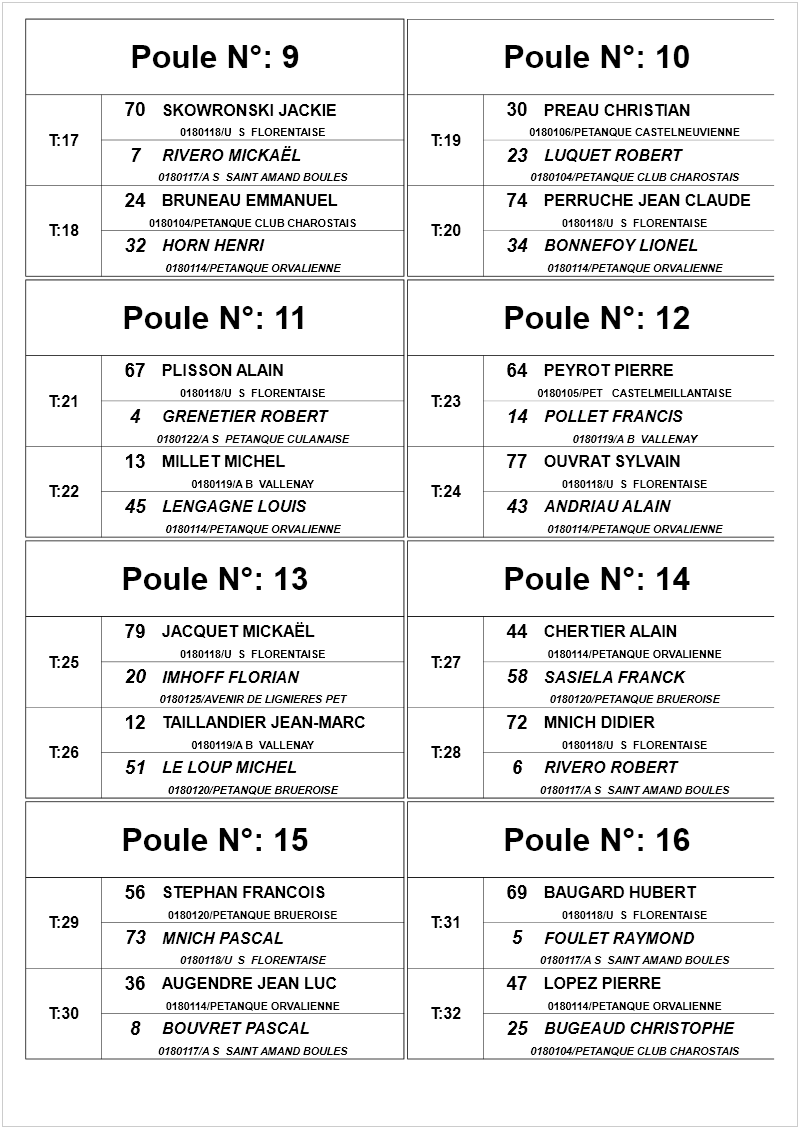 Poule N°: 9
T:17
70 SKOWRONSKI JACKIE
0180118/U S FLORENTAISE
7 RIVERO MICKAËL
0180117/A S SAINT AMAND BOULES
T:18
24 BRUNEAU EMMANUEL
0180104/PETANQUE CLUB CHAROSTAIS
32 HORN HENRI
0180114/PETANQUE ORVALIENNE
Poule N°: 10
T:19
30 PREAU CHRISTIAN
0180106/PETANQUE CASTELNEUVIENNE
23 LUQUET ROBERT
0180104/PETANQUE CLUB CHAROSTAIS
T:20
74 PERRUCHE JEAN CLAUDE
0180118/U S FLORENTAISE
34 BONNEFOY LIONEL
0180114/PETANQUE ORVALIENNE
Poule N°: 11
T:21
67 PLISSON ALAIN
0180118/U S FLORENTAISE
4 GRENETIER ROBERT
0180122/A S PETANQUE CULANAISE
T:22
13 MILLET MICHEL
0180119/A B VALLENAY
45 LENGAGNE LOUIS
0180114/PETANQUE ORVALIENNE
Poule N°: 12
T:23
64 PEYROT PIERRE
0180105/PET CASTELMEILLANTAISE
14 POLLET FRANCIS
0180119/A B VALLENAY
T:24
77 OUVRAT SYLVAIN
0180118/U S FLORENTAISE
43 ANDRIAU ALAIN
0180114/PETANQUE ORVALIENNE
Poule N°: 13
T:25
79 JACQUET MICKAËL
0180118/U S FLORENTAISE
20 IMHOFF FLORIAN
0180125/AVENIR DE LIGNIERES PET
T:26
12 TAILLANDIER JEAN-MARC
0180119/A B VALLENAY
51 LE LOUP MICHEL
0180120/PETANQUE BRUEROISE
Poule N°: 14
T:27
44 CHERTIER ALAIN
0180114/PETANQUE ORVALIENNE
58 SASIELA FRANCK
0180120/PETANQUE BRUEROISE
T:28
72 MNICH DIDIER
0180118/U S FLORENTAISE
6 RIVERO ROBERT
0180117/A S SAINT AMAND BOULES
Poule N°: 15
T:29
56 STEPHAN FRANCOIS
0180120/PETANQUE BRUEROISE
73 MNICH PASCAL
0180118/U S FLORENTAISE
T:30
36 AUGENDRE JEAN LUC
0180114/PETANQUE ORVALIENNE
8 BOUVRET PASCAL
0180117/A S SAINT AMAND BOULES
Poule N°: 16
T:31
69 BAUGARD HUBERT
0180118/U S FLORENTAISE
5 FOULET RAYMOND
0180117/A S SAINT AMAND BOULES
T:32
47 LOPEZ PIERRE
0180114/PETANQUE ORVALIENNE
25 BUGEAUD CHRISTOPHE
0180104/PETANQUE CLUB CHAROSTAIS